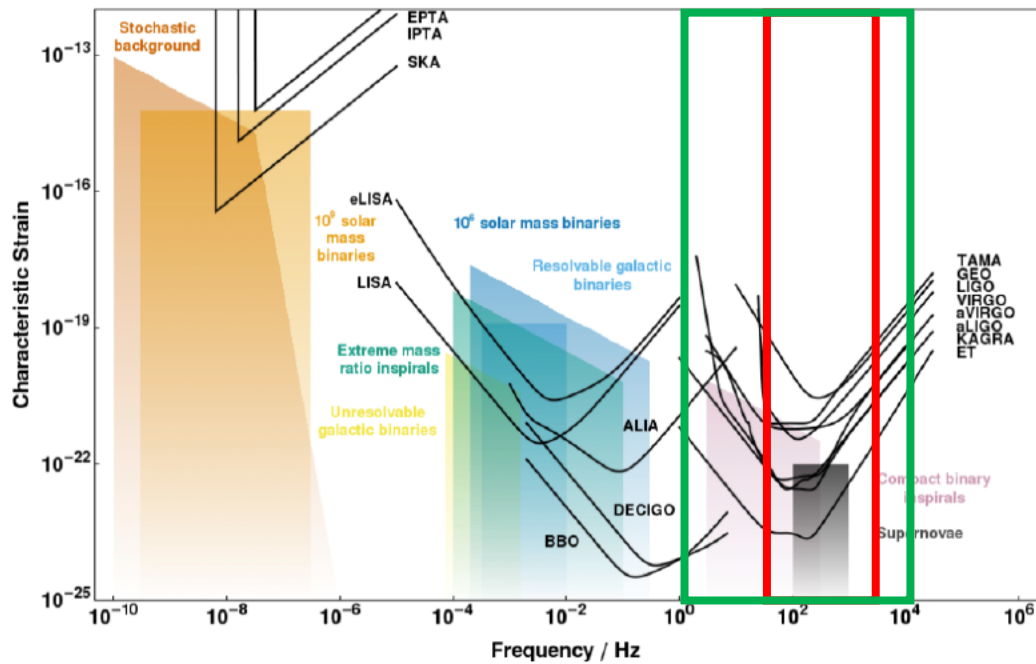 Stochastic
background
EPTA
IPTA
SKA
10⁻¹³
10⁻¹⁶
10⁻¹⁹
10⁻²²
10⁻²⁵
Characteristic Strain
eLISA
10⁹ solar
mass
binaries
10⁶ solar mass binaries
LISA
Resolvable galactic
binaries
Extreme mass
ratio inspirals
Unresolvable
galactic binaries
ALIA
DECIGO
BBO
TAMA
GEO
LIGO
VIRGO
aVIRGO
aLIGO
KAGRA
ET
Compact binary
inspirals
Supernovae
10⁻¹⁰
10⁻⁸
10⁻⁶
10⁻⁴
10⁻²
10⁰
10²
10⁴
10⁶
Frequency / Hz